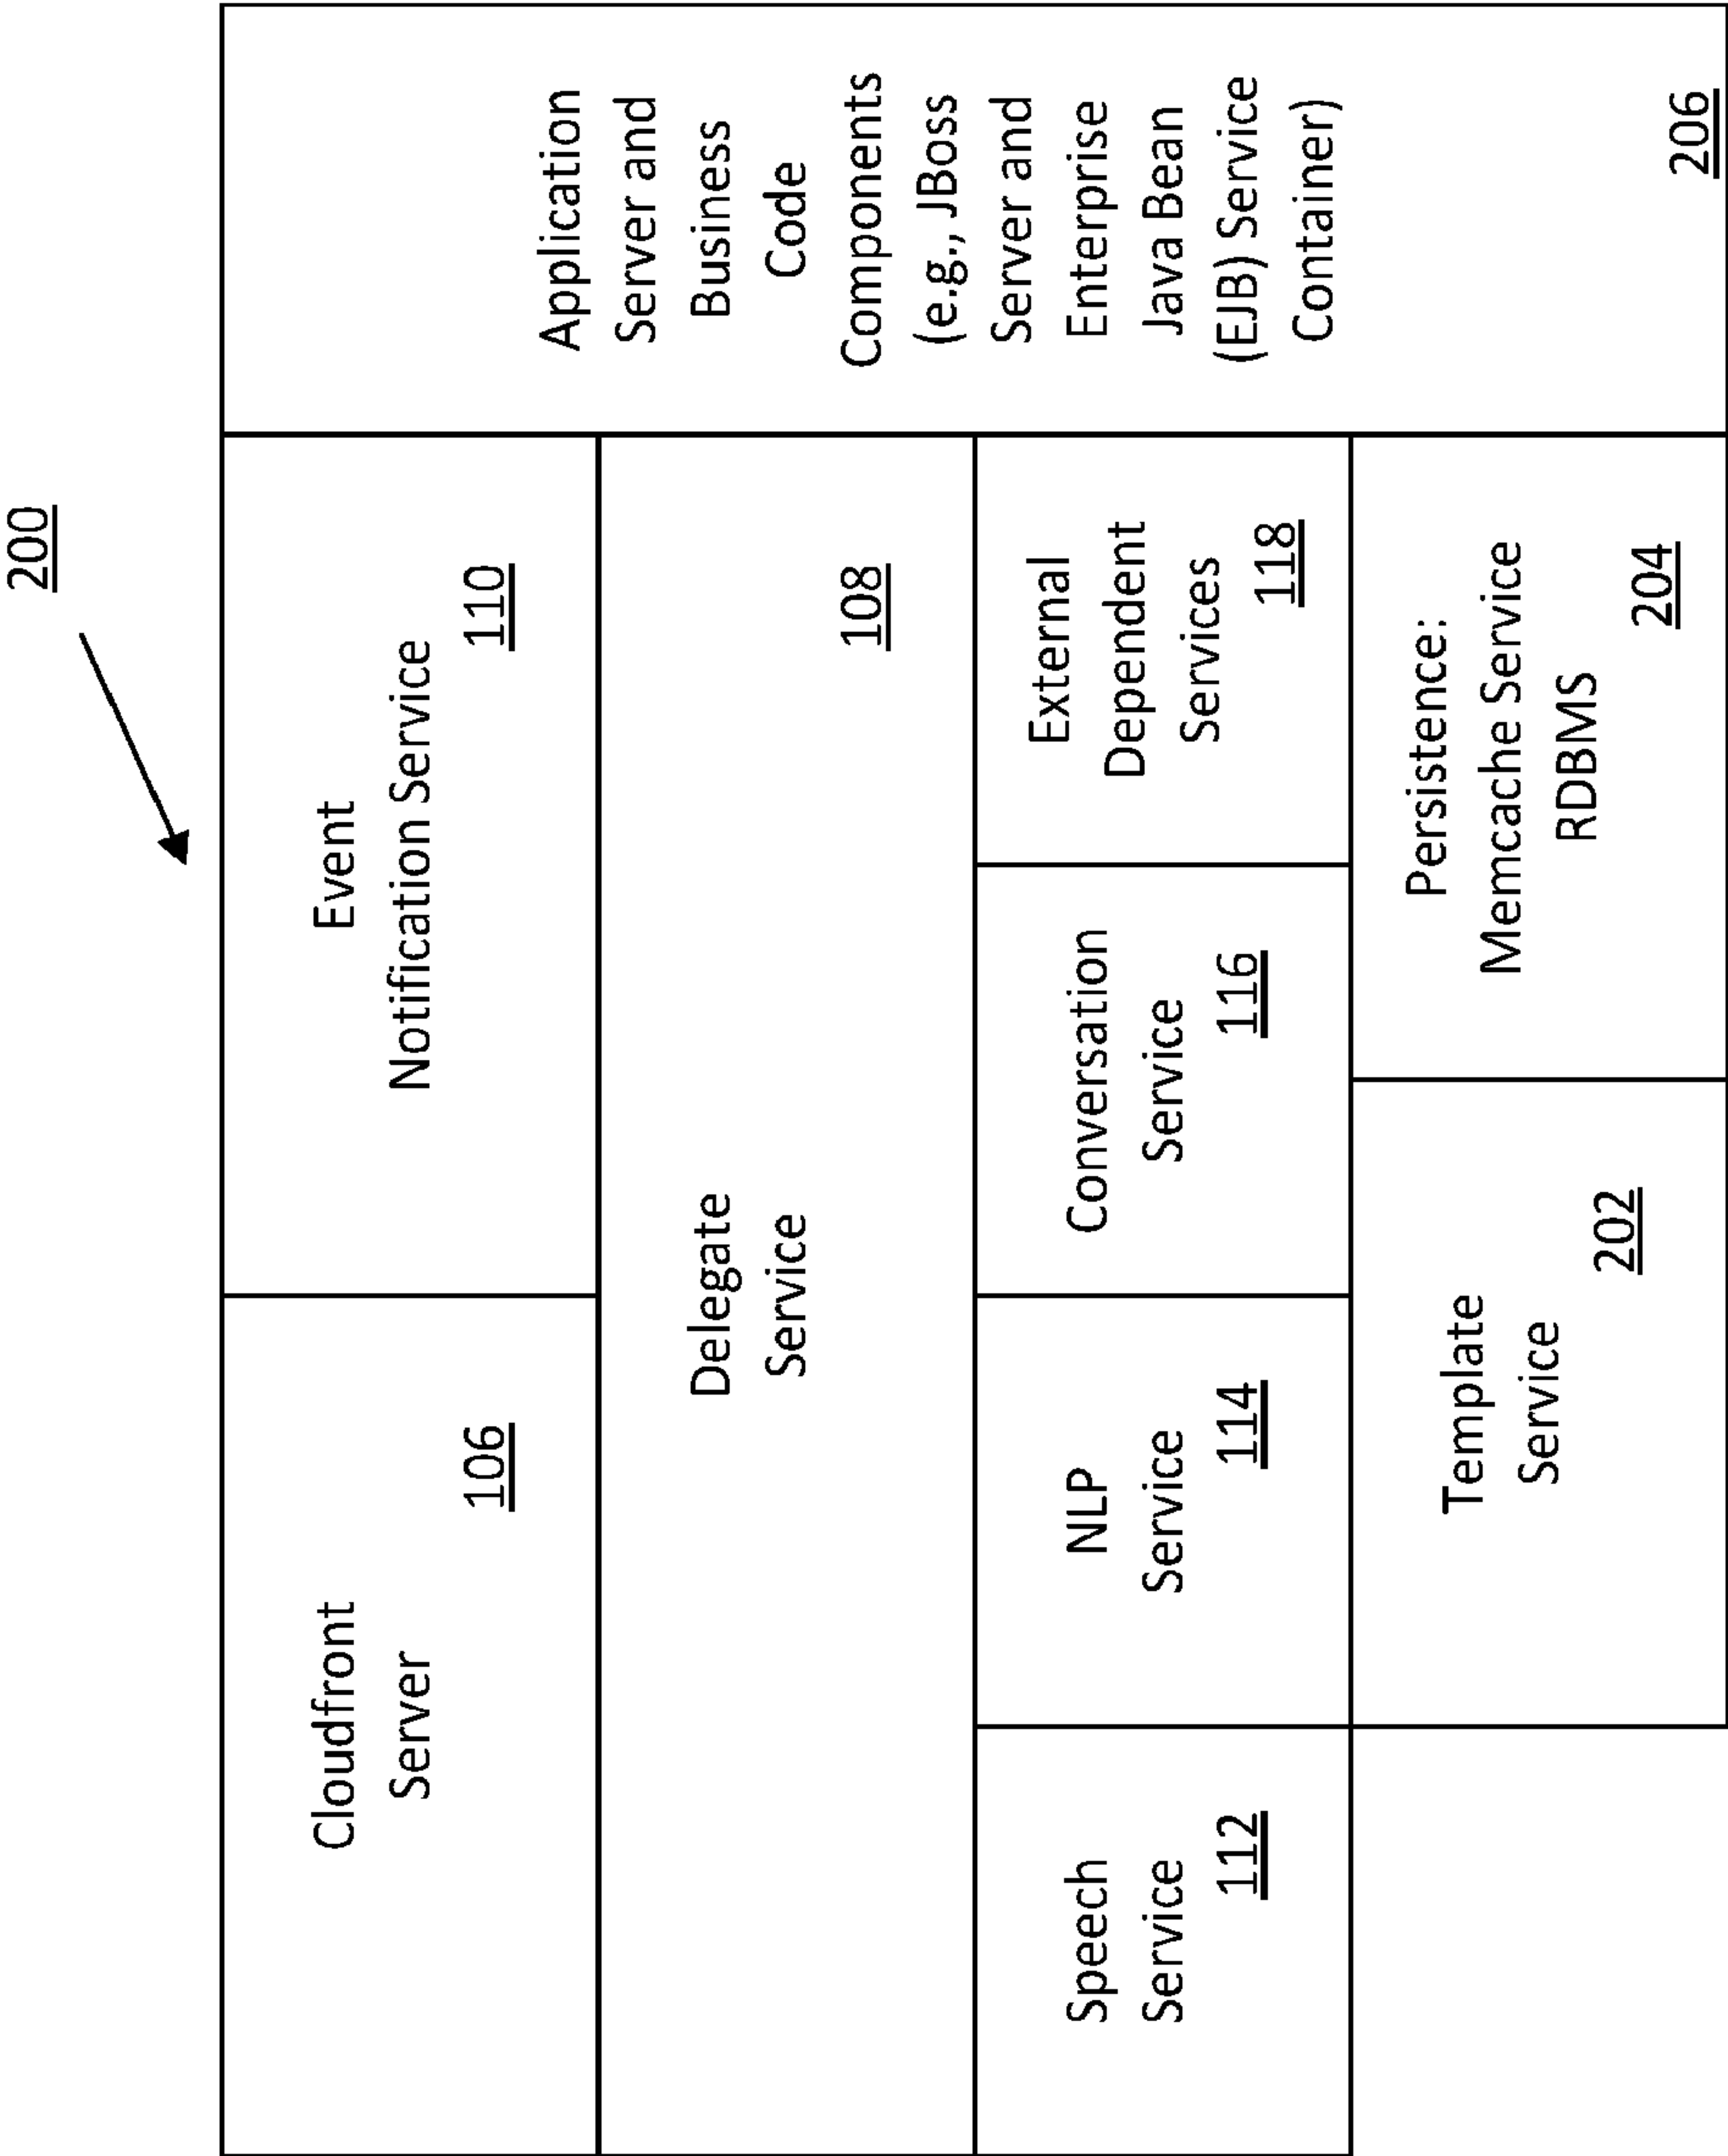 200
Cloudfront
Server
106
Event
Notification Service
110
Delegate
Service
108
Speech
Service
112
NLP
Service
114
Conversation
Service
116
External
Dependent
Services
118
Template
Service
202
Persistence:
Memcache Service
RDBMS
204
Application
Server and
Business
Code
Components
(e.g., JBoss
Server and
Enterprise
Java Bean
(EJB) Service
Container)
206